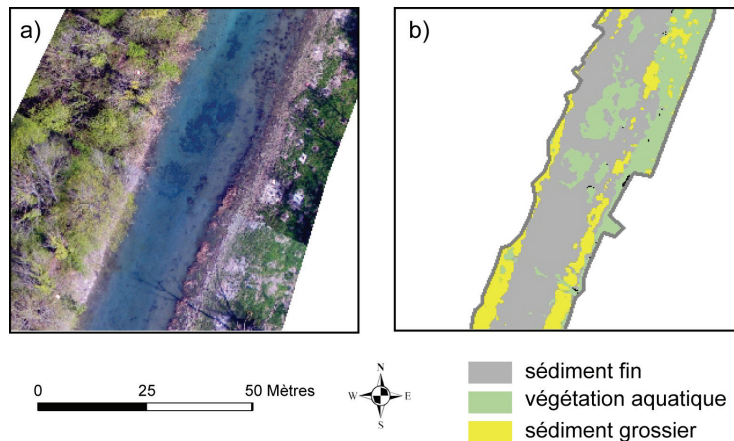 a)
b)
0 25 50 Mètres
N
W E
S
sédiment fin
végétation aquatique
sédiment grossier